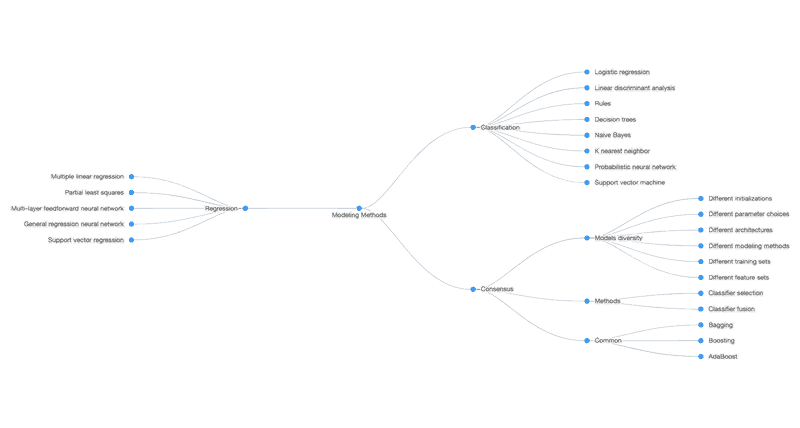 Logistic regression
Linear discriminant analysis
Rules
Classification
Decision trees
Naive Bayes
K nearest neighbor
Probabilistic neural network
Support vector machine
Multiple linear regression
Partial least squares
Multi-layer feedforward neural network
General regression neural network
Support vector regression
Regression
Modeling Methods
Different initializations
Different parameter choices
Different architectures
Models diversity
Different modeling methods
Different training sets
Different feature sets
Consensus
Classifier selection
Methods
Classifier fusion
Bagging
Common
Boosting
AdaBoost